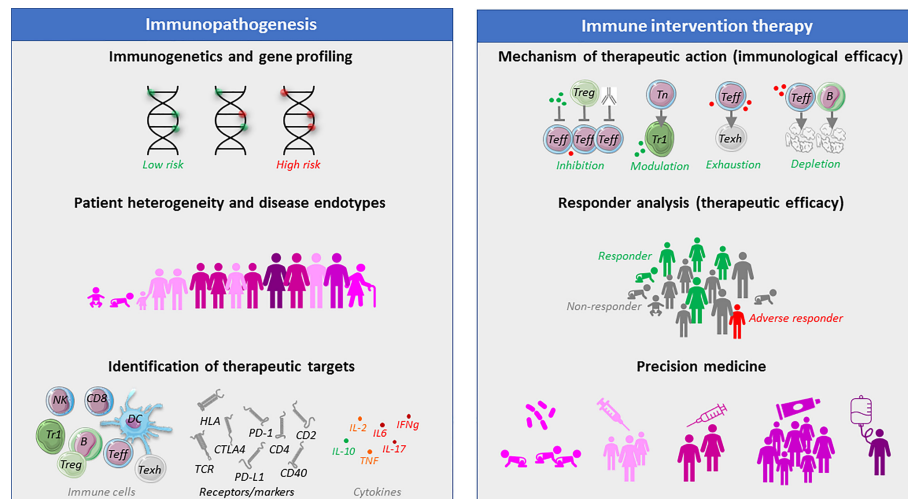 Immunopathogenesis
Immunogenetics and gene profiling
Low risk
High risk
Patient heterogeneity and disease endotypes
Identification of therapeutic targets
NK
CD8
DC
Tr1
B
Treg
Teff
Texh
Immune cells
HLA
TCR
CTLA4
PD-1
PD-L1
CD4
CD2
CD40
Receptors/markers
IL-2
IL6
IFNg
IL-10
IL-17
TNF
Cytokines
Immune intervention therapy
Mechanism of therapeutic action (immunological efficacy)
Treg
Teff Teff Teff
Inhibition
Tn
Tr1
Modulation
Teff
Texh
Exhaustion
Teff B
Depletion
Responder analysis (therapeutic efficacy)
Responder
Non-responder
Adverse responder
Precision medicine